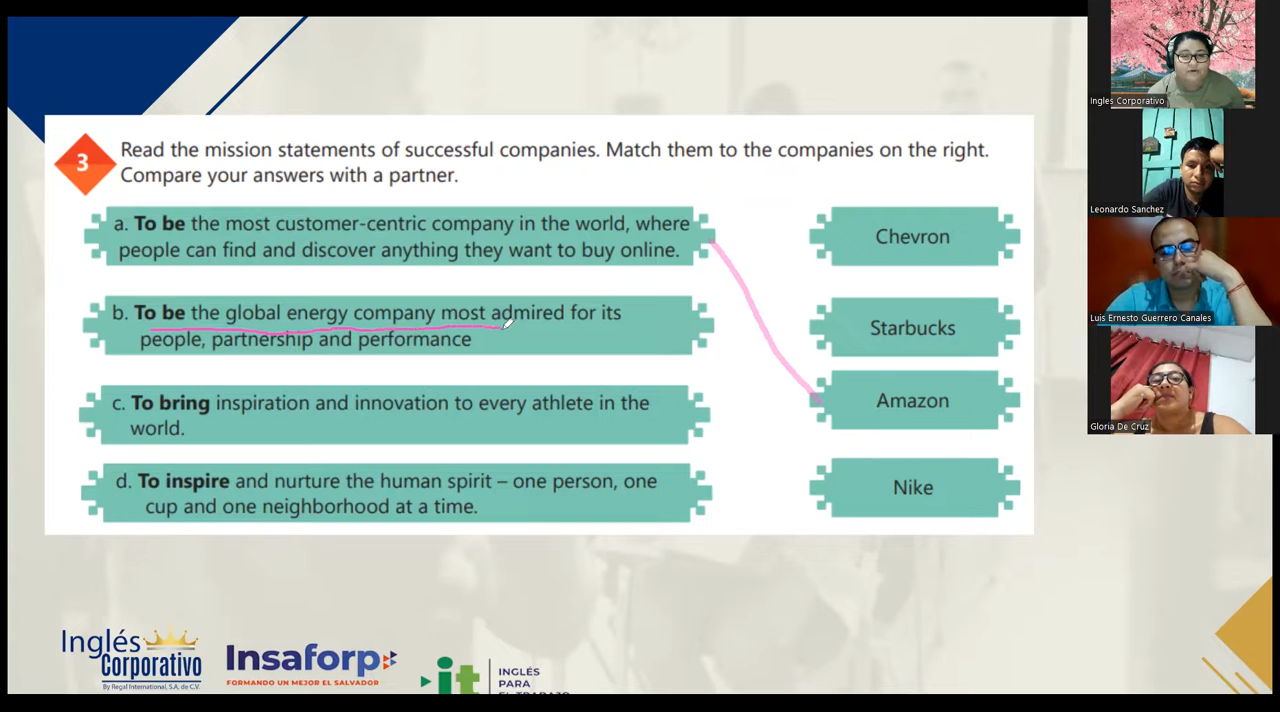 3
Read the mission statements of successful companies. Match them to the companies on the right.
Compare your answers with a partner.
a. To be the most customer-centric company in the world, where
people can find and discover anything they want to buy online.
b. To be the global energy company most admired for its
people, partnership and performance
c. To bring inspiration and innovation to every athlete in the
world.
d. To inspire and nurture the human spirit – one person, one
cup and one neighborhood at a time.
Chevron
Starbucks
Amazon
Nike
Inglés
Corporativo
By Regal International, S.A. de C.V.
Insaforp
FORMANDO UN MEJOR EL SALVADOR
it
INGLÉS
PARA
EL TRABAJO
Ingles Corporativo
Leonardo Sanchez
Luis Ernesto Guerrero Canales
Gloria De Cruz